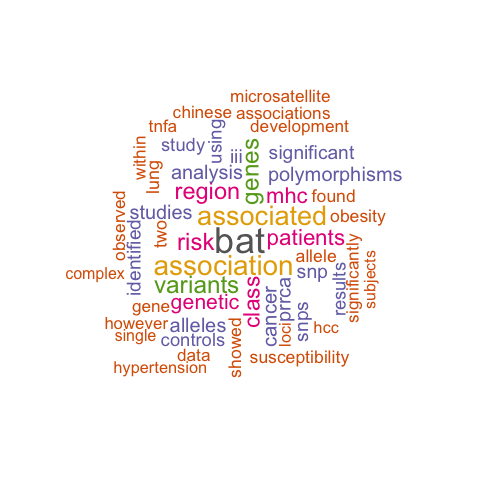 microsatellite
chinese associations
tnfa using development
study iii genes significant
within lung analysis polymorphisms
region mhc found
observed studies associated obesity
identified two risk bat patients
allele
complex association snp
variants results significantly subjects
gene genetic class cancer prrca snps
however alleles loci hcc
single controls showed
data susceptibility
hypertension